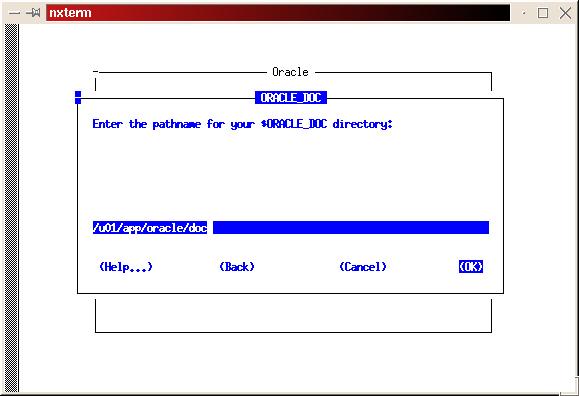 nxterm
Oracle
ORACLE_DOC
Enter the pathname for your $ORACLE_DOC directory:
/u01/app/oracle/doc
(Help...) (Back) (Cancel) (OK)